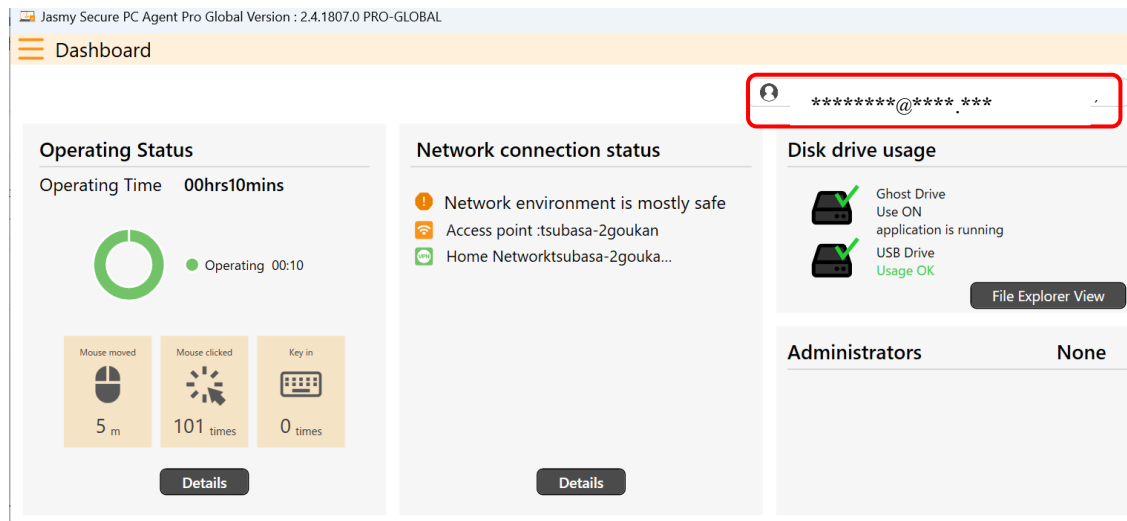 Jasmy Secure PC Agent Pro Global Version : 2.4.1807.0 PRO-GLOBAL
Dashboard
********@****.***
Operating Status
Operating Time 00hrs10mins
Operating 00:10
Mouse moved
5 m
Mouse clicked
101 times
Key in
0 times
Details
Network connection status
Network environment is mostly safe
Access point :tsubasa-2goukan
VPN
Home Networktsubasa-2gouka...
Details
Disk drive usage
Ghost Drive
Use ON
application is running
USB Drive
Usage OK
File Explorer View
Administrators None